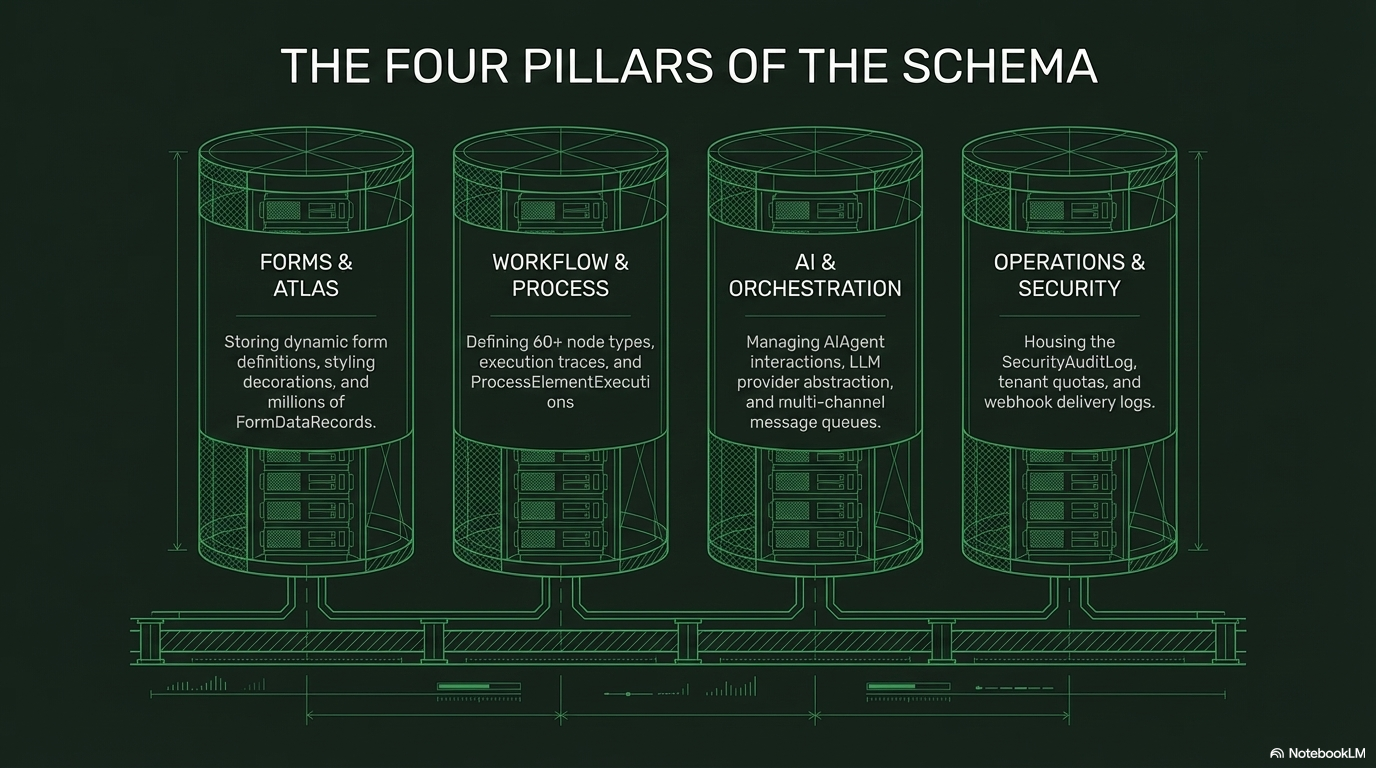 THE FOUR PILLARS OF THE SCHEMA
FORMS &
ATLAS
Storing dynamic form
definitions, styling
decorations, and
millions of
FormDataRecords.
WORKFLOW &
PROCESS
Defining 60+ node types,
execution traces, and
ProcessElementExecuti
ons
AI &
ORCHESTRATION
Managing AIAgent
interactions, LLM
provider abstraction,
and multi-channel
message queues.
OPERATIONS &
SECURITY
Housing the
SecurityAuditLog,
tenant quotas, and
webhook delivery logs.
NotebookLM